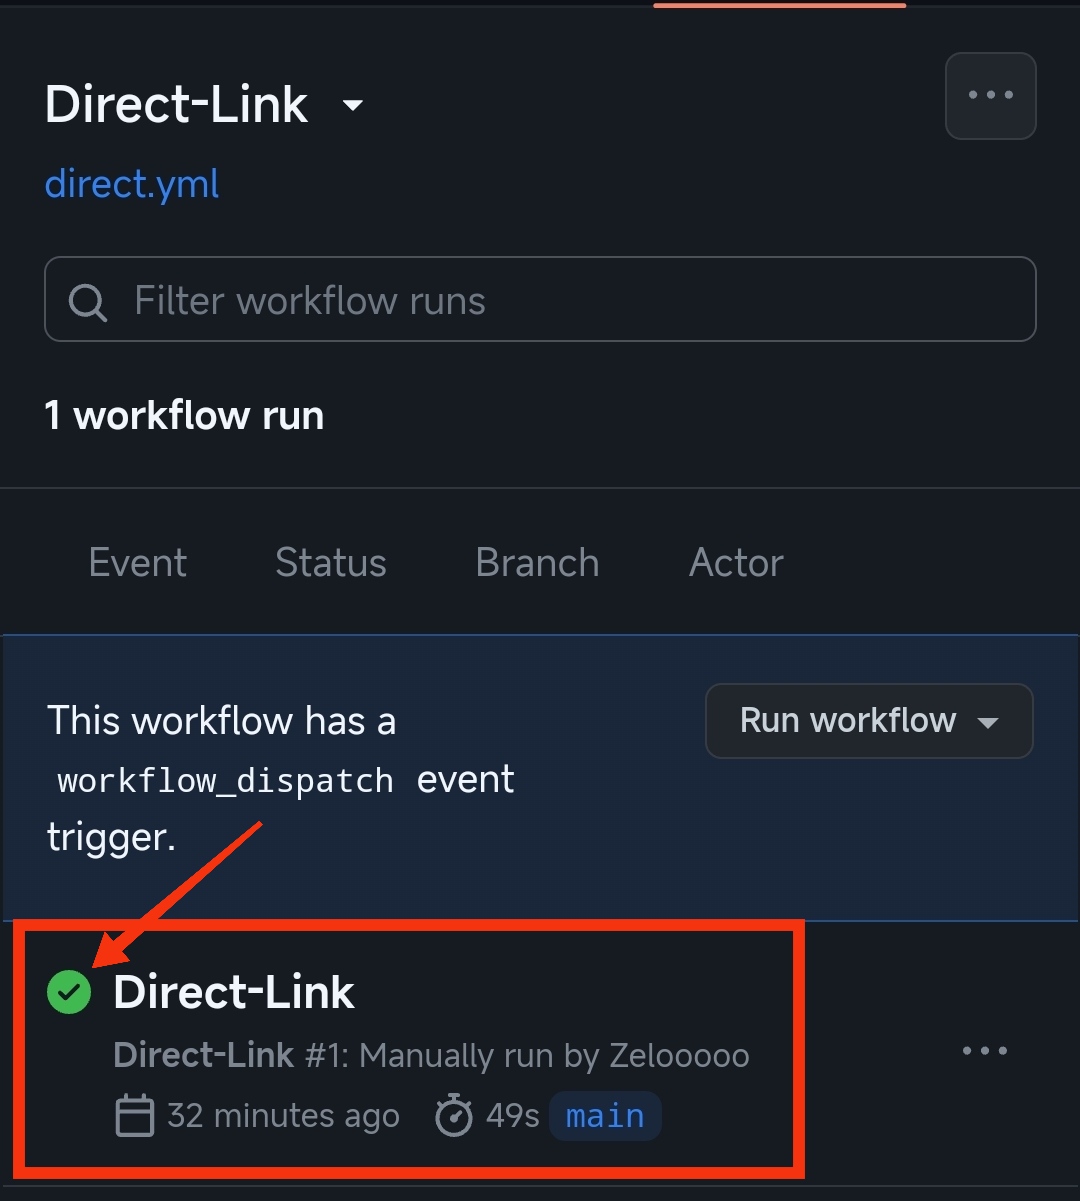 Direct-Link
direct.yml
Filter workflow runs
1 workflow run
Event Status Branch Actor
This workflow has a
workflow_dispatch event
trigger.
Run workflow
Direct-Link
Direct-Link #1: Manually run by Zelooooo
32 minutes ago 49s main